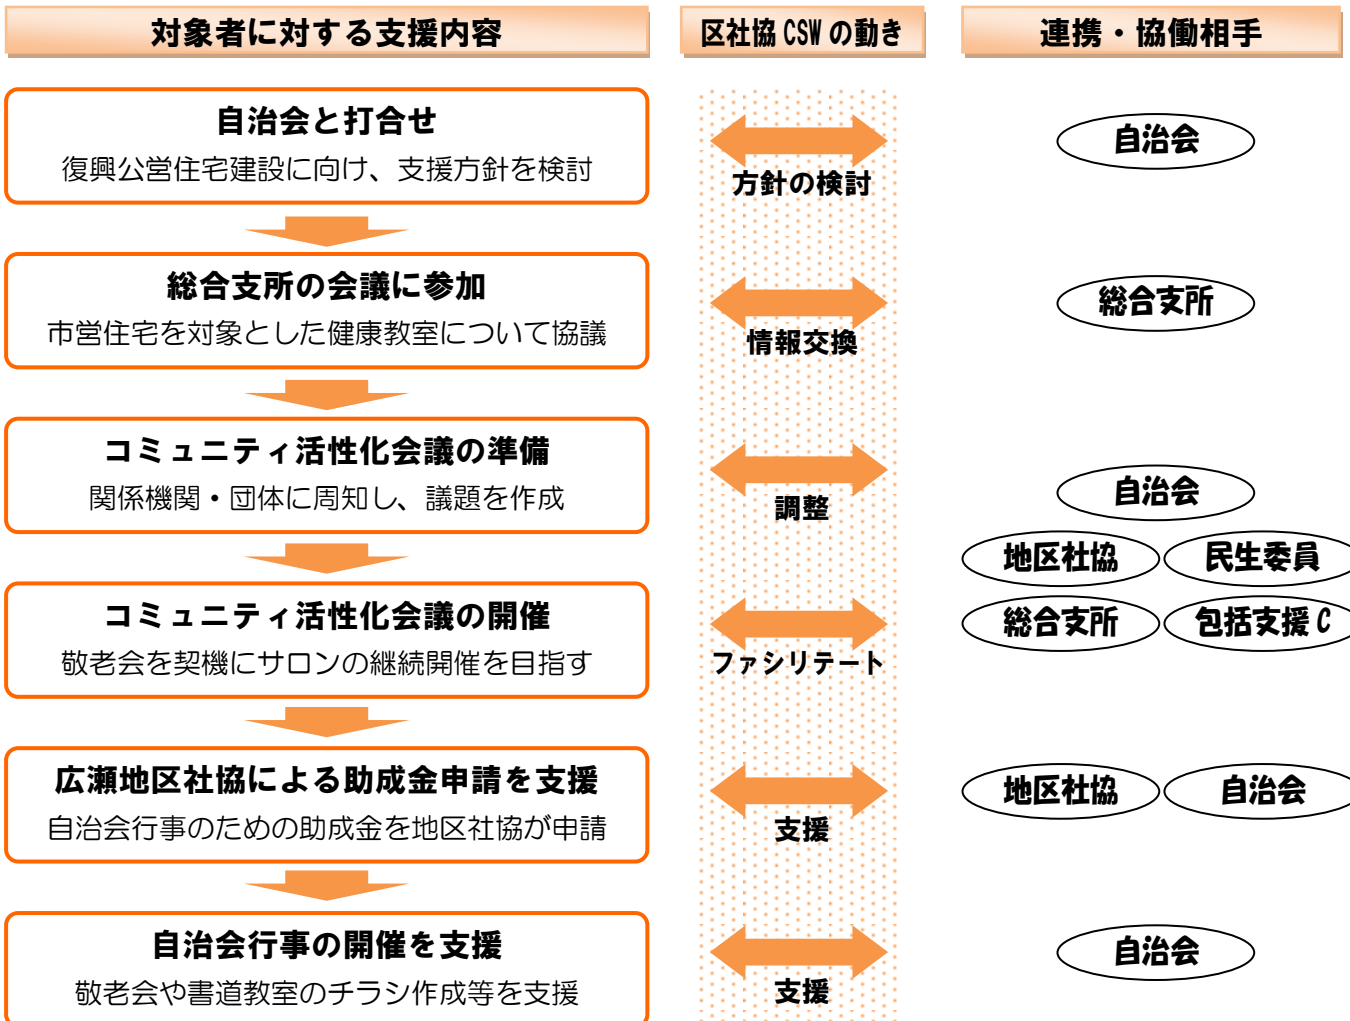 対象者に対する支援内容
区社協CSWの動き
連携・協働相手
自治会と打合せ
復興公営住宅建設に向け、支援方針を検討
方針の検討
自治会
総合支所の会議に参加
市営住宅を対象とした健康教室について協議
情報交換
総合支所
コミュニティ活性化会議の準備
関係機関・団体に周知し、議題を作成
調整
自治会
地区社協
民生委員
総合支所
包括支援C
コミュニティ活性化会議の開催
敬老会を契機にサロンの継続開催を目指す
ファシリテート
広瀬地区社協による助成金申請を支援
自治会行事のための助成金を地区社協が申請
支援
地区社協
自治会
自治会行事の開催を支援
敬老会や書道教室のチラシ作成等を支援
支援
自治会